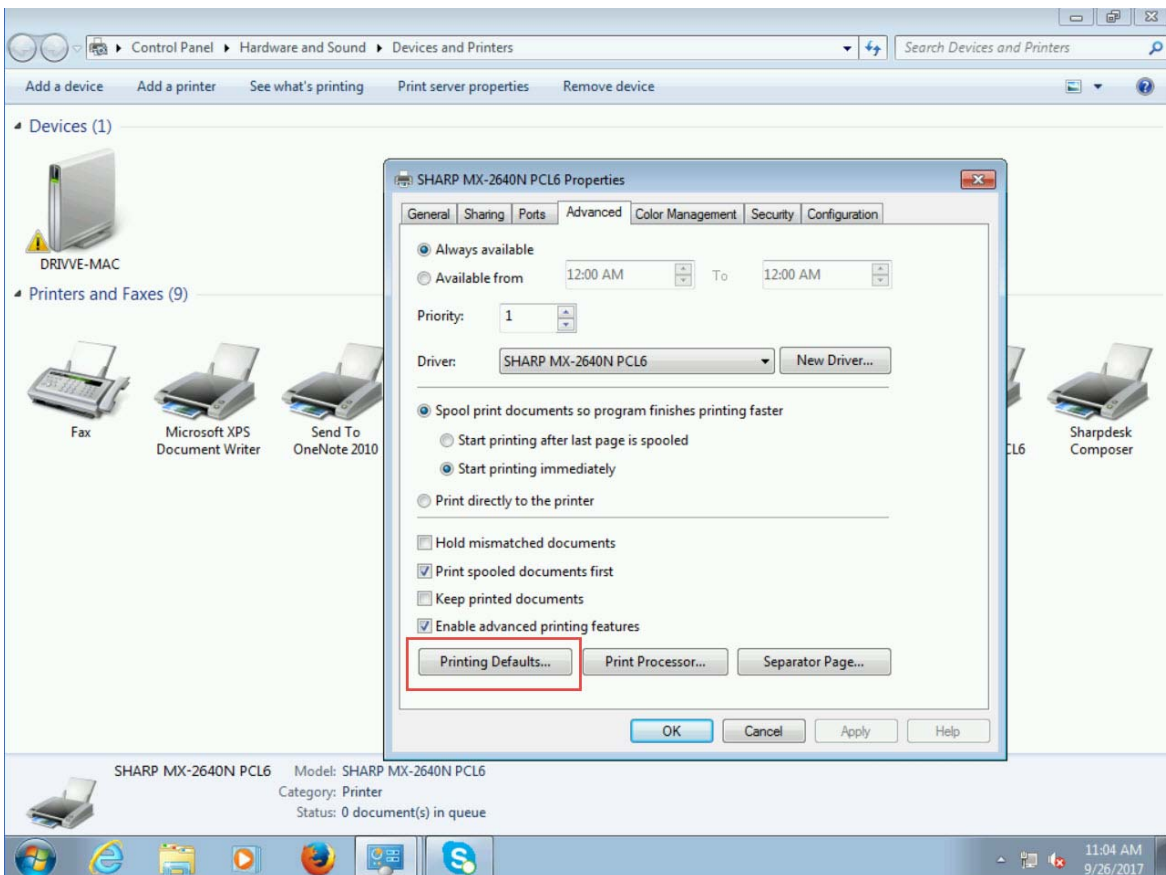 Control Panel Hardware and Sound Devices and Printers
Search Devices and Printers
Add a device Add a printer See what's printing Print server properties Remove device
Devices (1)
DRIVVE-MAC
Printers and Faxes (9)
Fax
Microsoft XPS
Document Writer
Send To
OneNote 2010
CL6
Sharpdesk
Composer
SHARP MX-2640N PCL6 Properties
General Sharing Ports Advanced Color Management Security Configuration
Always available
Available from 12:00 AM To 12:00 AM
Priority: 1
Driver: SHARP MX-2640N PCL6 New Driver...
Spool print documents so program finishes printing faster
Start printing after last page is spooled
Start printing immediately
Print directly to the printer
Hold mismatched documents
Print spooled documents first
Keep printed documents
Enable advanced printing features
Printing Defaults... Print Processor... Separator Page...
OK Cancel Apply Help
SHARP MX-2640N PCL6 Model: SHARP MX-2640N PCL6
Category: Printer
Status: 0 document(s) in queue
11:04 AM
9/26/2017